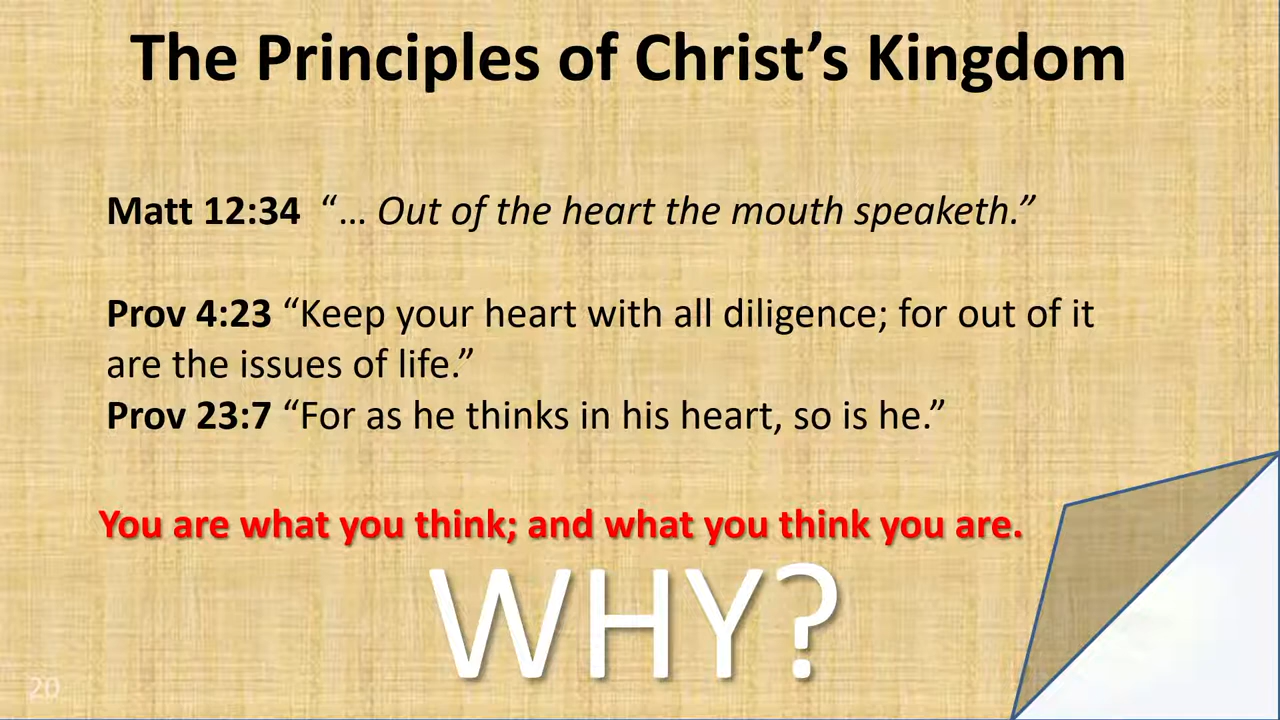 The Principles of Christ’s Kingdom
Matt 12:34 “… Out of the heart the mouth speaketh.”
Prov 4:23 “Keep your heart with all diligence; for out of it
are the issues of life.”
Prov 23:7 “For as he thinks in his heart, so is he.”
You are what you think; and what you think you are.
WHY?
20